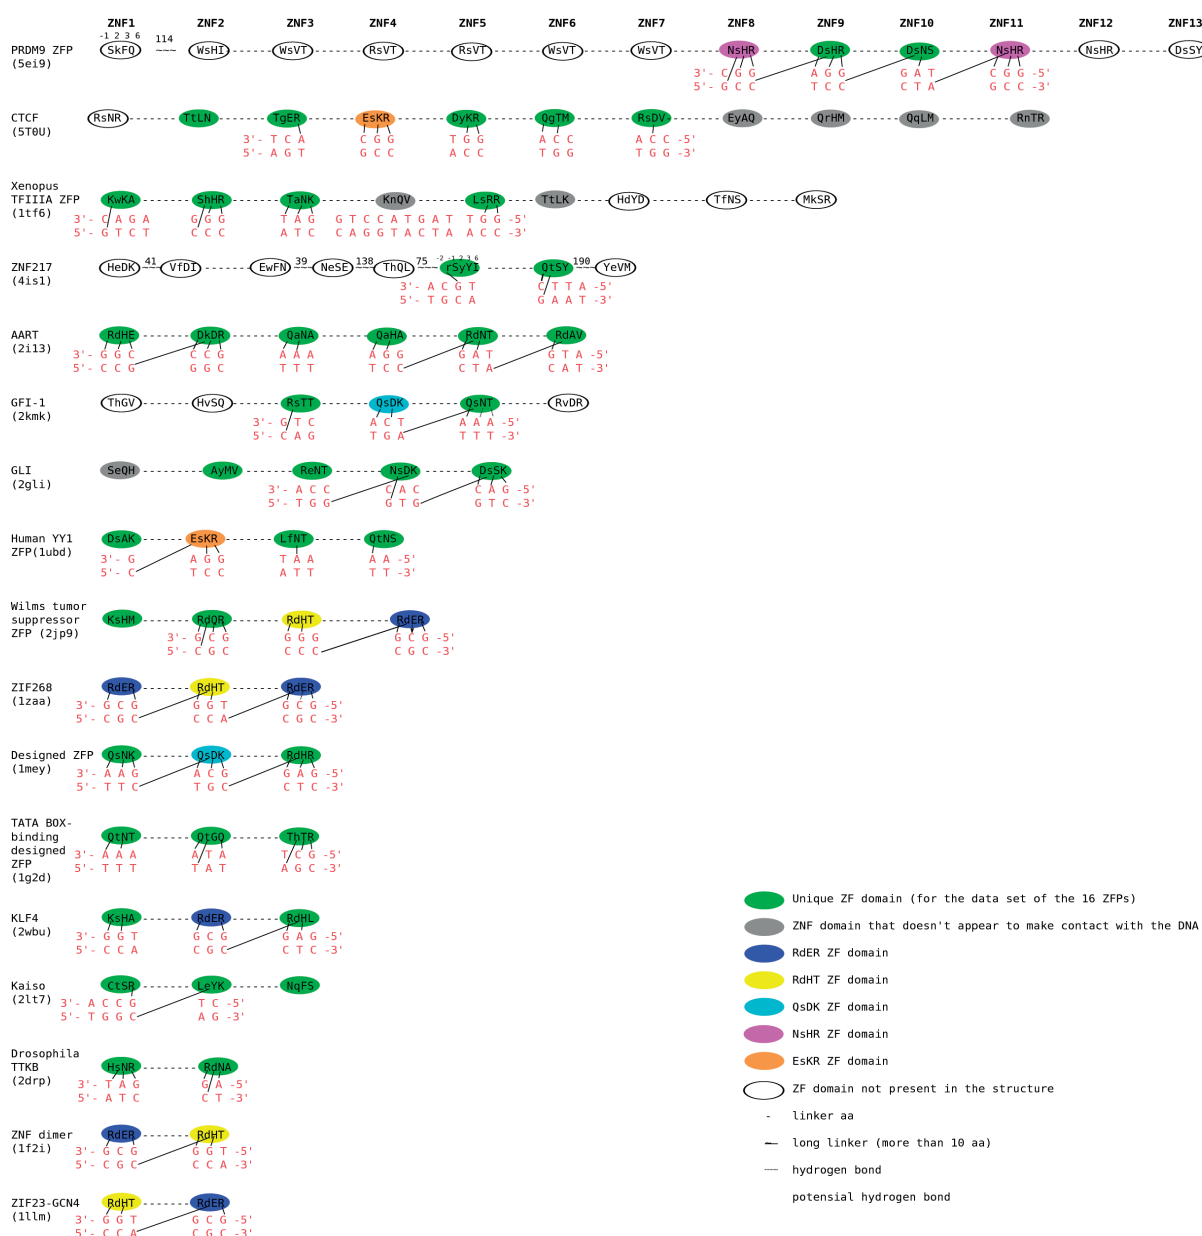 ZNF1 ZNF2 ZNF3 ZNF4 ZNF5 ZNF6 ZNF7 ZNF8 ZNF9 ZNF10 ZNF11 ZNF12 ZNF13
-1 2 3 6 114
PRDM9 ZFP SkFQ ~~~ WsHI WsVT RsVT RsVT WsVT WsVT NsHR DsHR DsNS NsHR NsHR DsSY
(5ei9)
3'- C G G A G G G A T C G G -5'
5'- G C C T C C C T A G C C -3'
CTCF RsNR TtLN TgER EsKR DyKR QgTM RsDV EyAQ QrHM QqLM RnTR
(5T0U)
3'- T C A C G G T G G A C C A C C -5'
5'- A G T G C C A C C T G G T G G -3'
Xenopus
TFIIIA ZFP KwKA ShHR TaNK KnQV LsRR TtLK HdYD TfNS MkSR
(1tf6)
3'- C A G A G G G T A G G T C C A T G A T T G G -5'
5'- G T C T C C C A T C C A G G T A C T A A C C -3'
ZNF217 HeDK 41 VfDI EwFN 39 NeSE 138 ThQL 75 -2 -1 2 3 6 rSyYI QtSY 190 YeVM
(4is1)
3'- A C G T C T T A -5'
5'- T G C A G A A T -3'
AART RdHE DkDR QaNA QaHA RdNT RdAV
(2i13)
3'- G G C C C G A A A A G G G A T G T A -5'
5'- C C G G G C T T T T C C C T A C A T -3'
GFI-1 ThGV HvSQ RsTT QsDK QsNT RvDR
(2kmk)
3'- G T C A C T A A A -5'
5'- C A G T G A T T T -3'
GLI SeQH AyMV ReNT NsDK DsSK
(2gli)
3'- A C C C A C C A G -5'
5'- T G G G T G G T C -3'
Human YY1 DsAK EsKR LfNT QtNS
ZFP(1ubd)
3'- G A G G T A A A A -5'
5'- C T C C A T T T T -3'
Wilms tumor
suppressor KsHM RdQR RdHT RdER
ZFP (2jp9)
3'- G C G G G G G C G -5'
5'- C G C C C C C G C -3'
ZIF268 RdER RdHT RdER
(1zaa)
3'- G C G G G T G C G -5'
5'- C G C C C A C G C -3'
Designed ZFP QsNK QsDK RdHR
(1mey)
3'- A A G A C G G A G -5'
5'- T T C T G C C T C -3'
TATA BOX-
binding QtNT QtGQ ThTR
designed
ZFP
(1g2d)
3'- A A A A T A T C G -5'
5'- T T T T A T A G C -3'
KLF4 KsHA RdER RdHL
(2wbu)
3'- G G T G C G G A G -5'
5'- C C A C G C C T C -3'
Kaiso CtSR LeYK NqFS
(2lt7)
3'- A C C G T C -5'
5'- T G G C A G -3'
Drosophila
TTKB HsNR RdNA
(2drp)
3'- T A G G A -5'
5'- A T C C T -3'
ZNF dimer RdER RdHT
(1f2i)
3'- G C G G G T -5'
5'- C G C C C A -3'
ZIF23-GCN4 RdHT RdER
(1llm)
3'- G G T G C G -5'
5'- C C A C G C -3'
Unique ZF domain (for the data set of the 16 ZFPs)
ZNF domain that doesn't appear to make contact with the DNA
RdER ZF domain
RdHT ZF domain
QsDK ZF domain
NsHR ZF domain
EsKR ZF domain
ZF domain not present in the structure
- linker aa
long linker (more than 10 aa)
hydrogen bond
potensial hydrogen bond